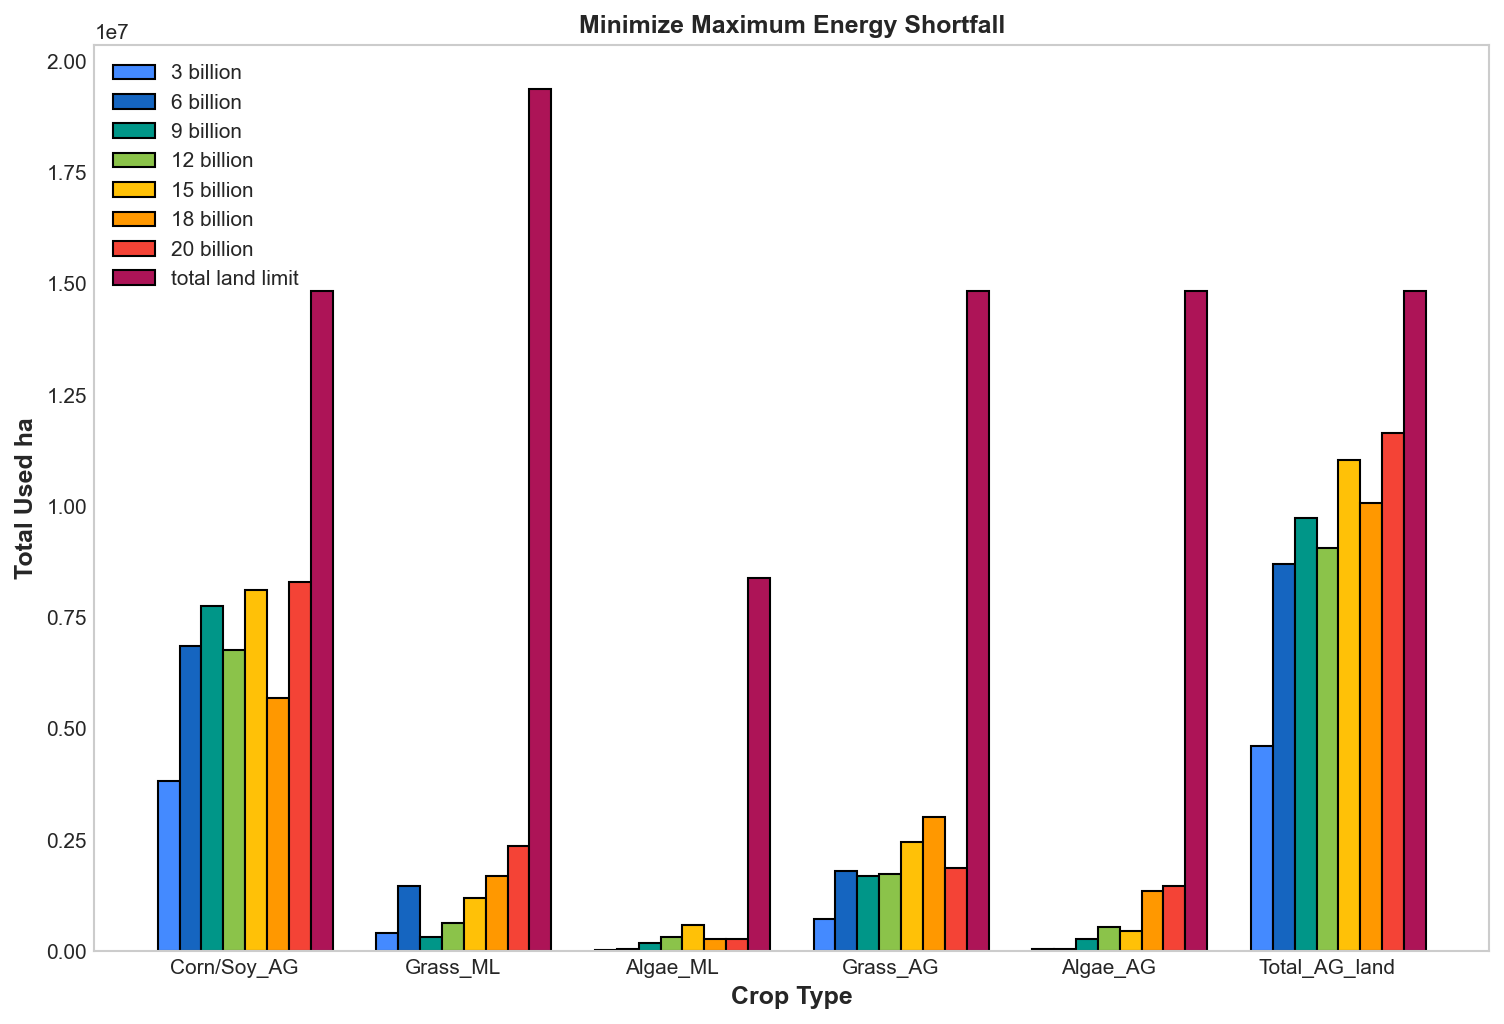 Minimize Maximum Energy Shortfall
1e7
2.00
1.75
1.50
1.25
1.00
0.75
0.50
0.25
0.00
Total Used ha
3 billion
6 billion
9 billion
12 billion
15 billion
18 billion
20 billion
total land limit
Corn/Soy_AG
Grass_ML
Algae_ML
Grass_AG
Algae_AG
Total_AG_land
Crop Type